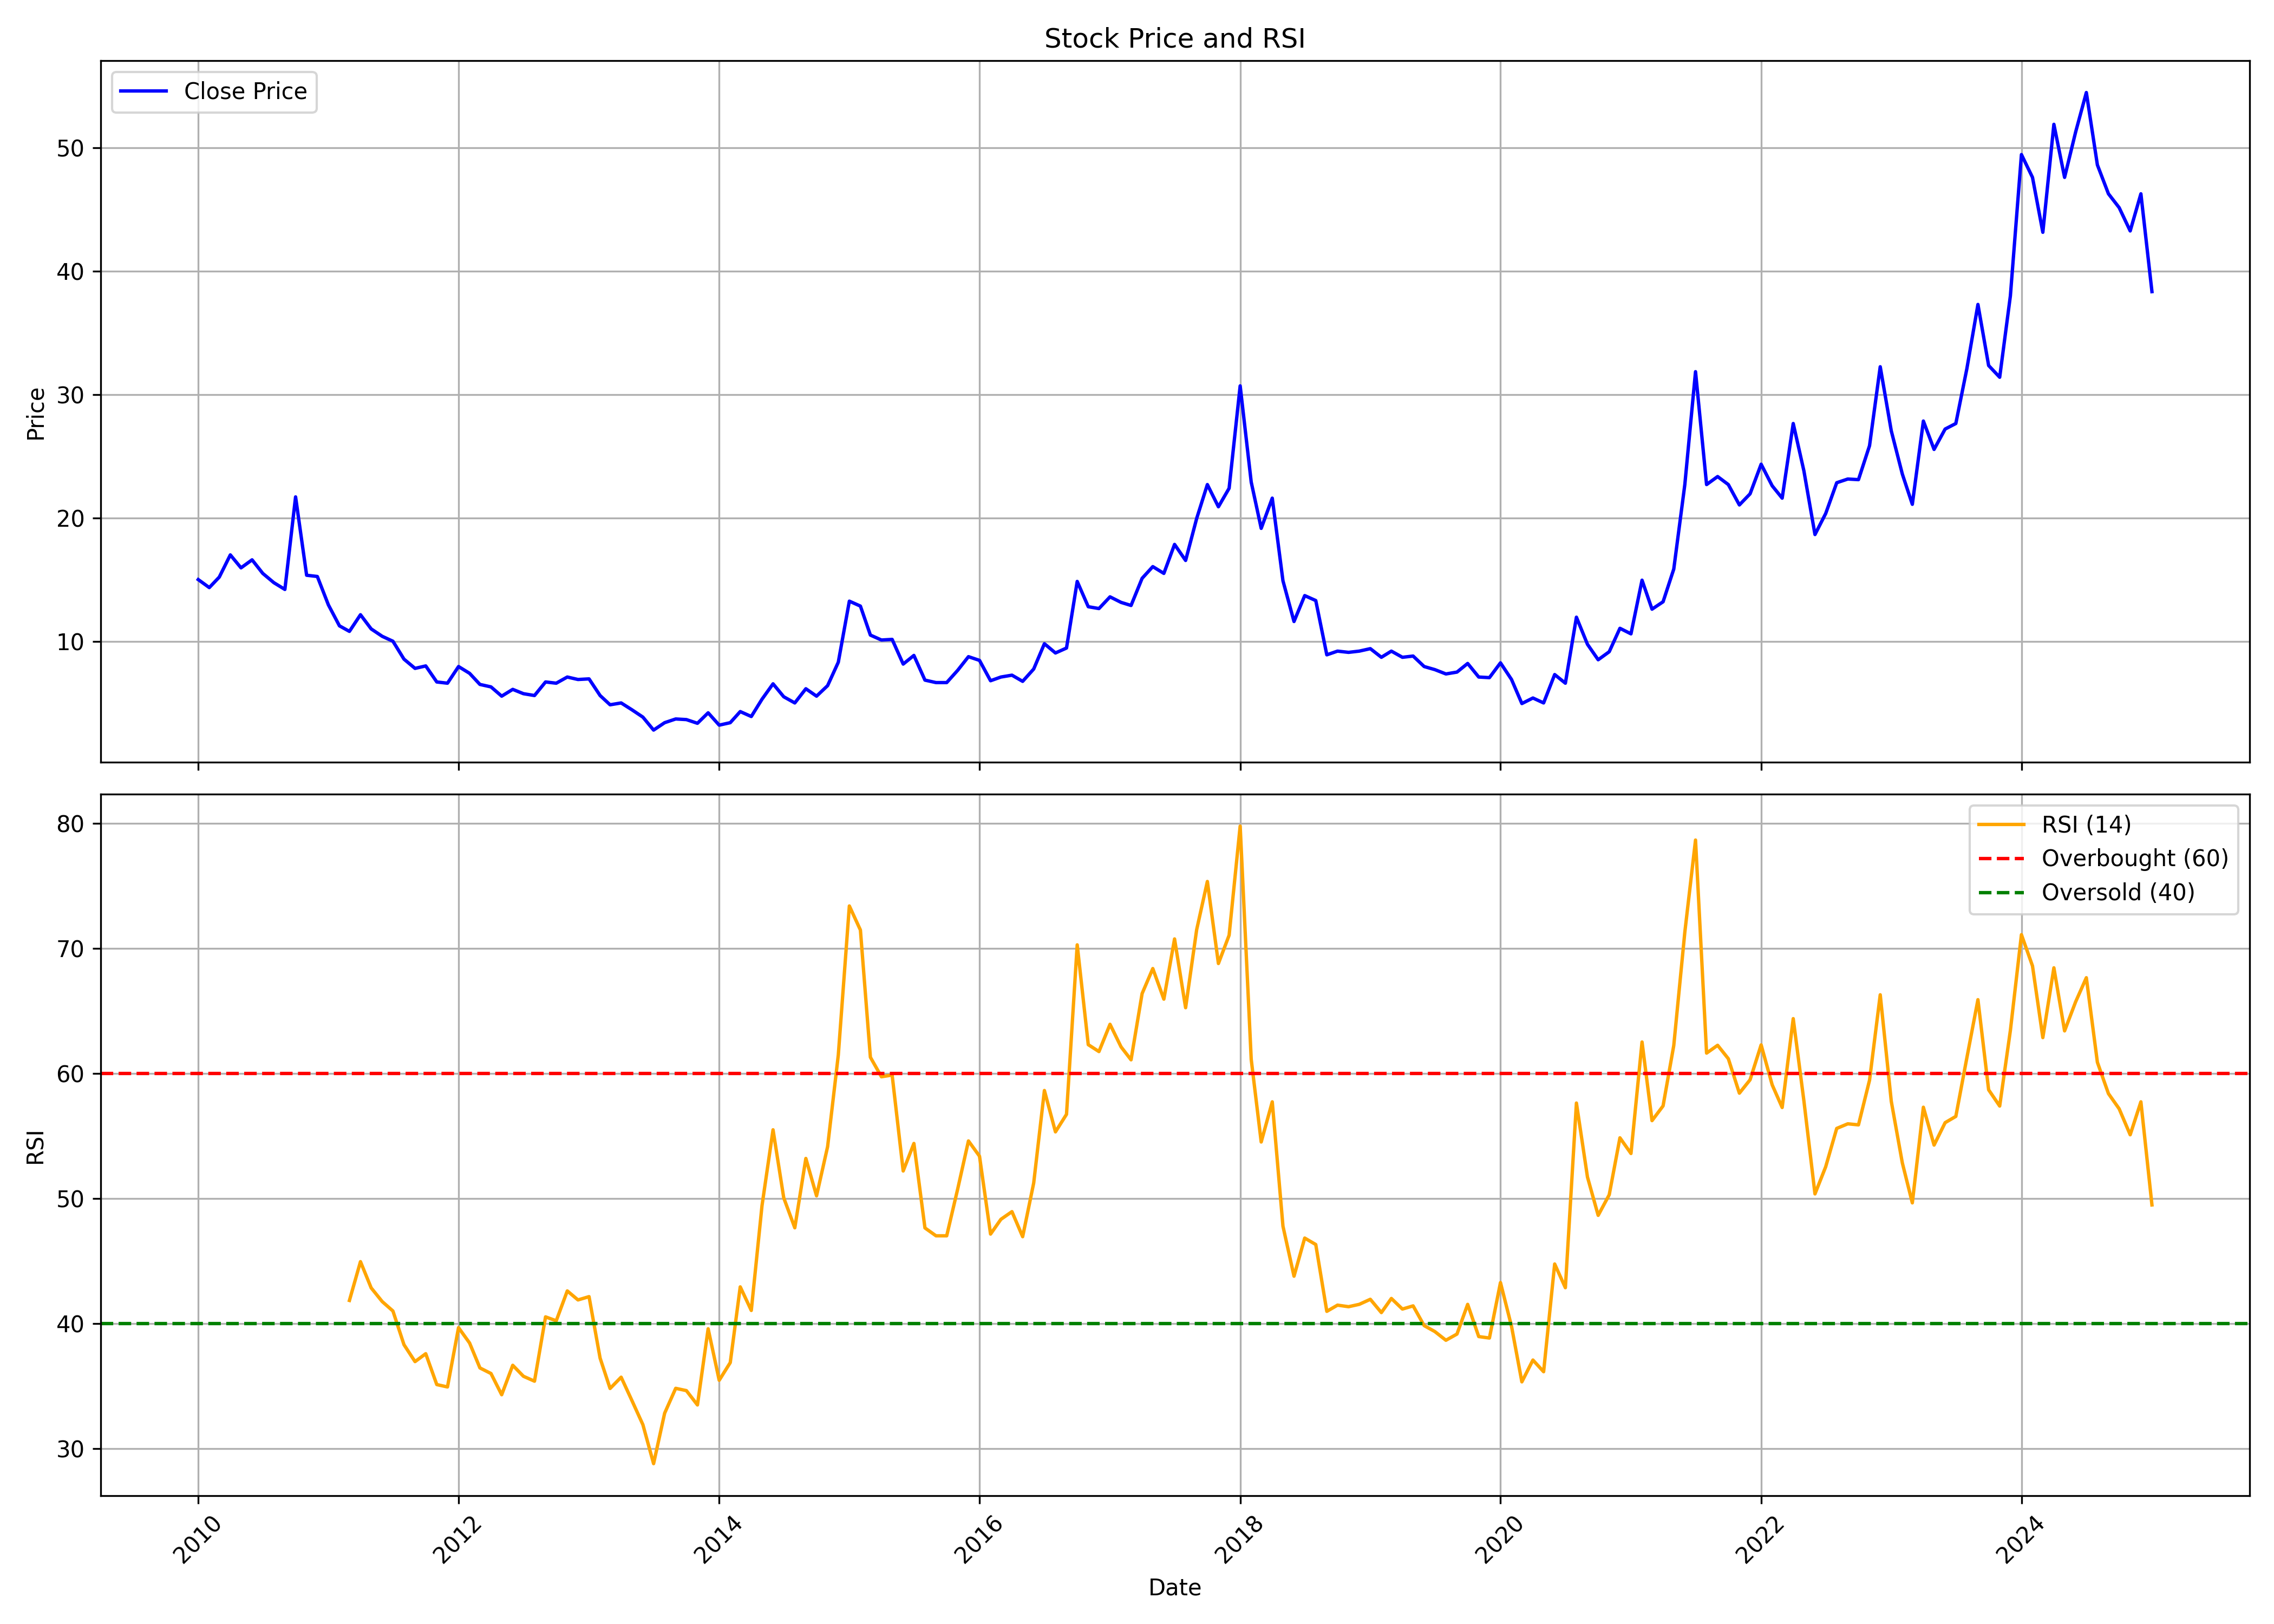 Stock Price and RSI
Close Price
Price
50
40
30
20
10
RSI (14)
Overbought (60)
Oversold (40)
RSI
80
70
60
50
40
30
2010
2012
2014
2016
2018
2020
2022
2024
Date